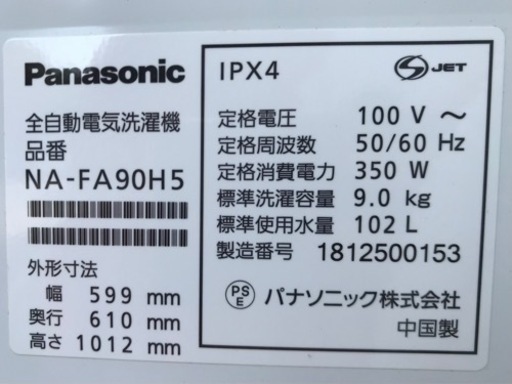 Panasonic
全自動電気洗濯機
品番
NA-FA90H5
外形寸法
幅 599 mm
奥行 610 mm
高さ 1012 mm
IPX4
S JET
定格電圧 100 V ～
定格周波数 50/60 Hz
定格消費電力 350 W
標準洗濯容量 9.0 kg
標準使用水量 102 L
製造番号 1812500153
PSE パナソニック株式会社
中国製